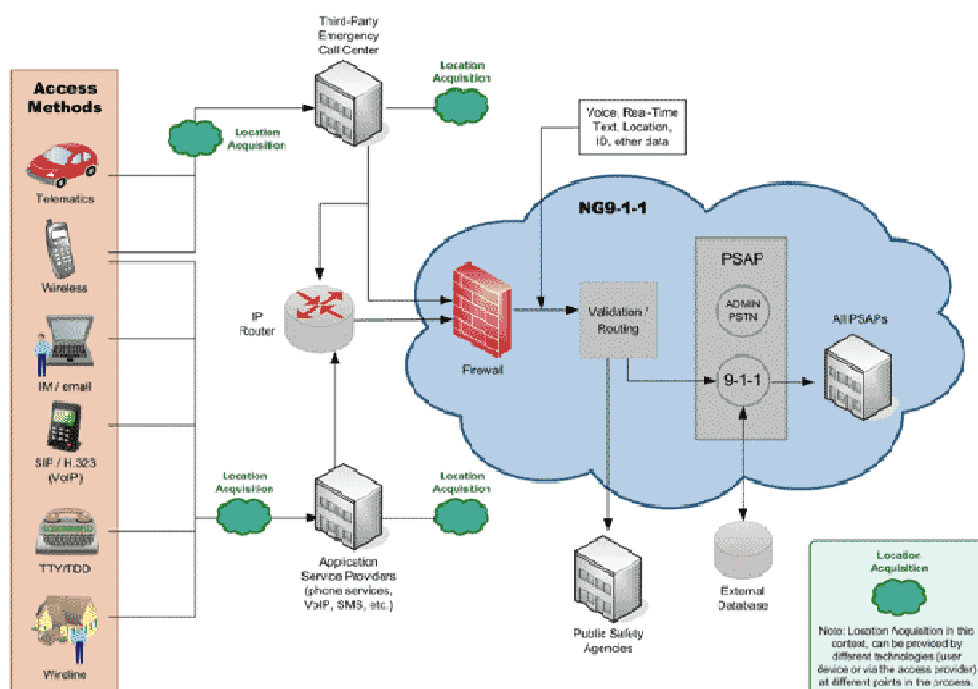 Third-Party
Emergency
Call Center
Location
Acquisition
Access
Methods
Location
Acquisition
Voice, Real-Time
Text, Location,
ID, other data
Telematics
NG9-1-1
PSAP
Wireless
IP
Router
Validation /
Routing
ADMIN
PSTN
All PSAPs
Firewall
9-1-1
IM / email
SIP / H.323
(VoIP)
Location
Acquisition
Location
Acquisition
TTY/TDD
Application
Service Providers
(phone services,
VoIP, SMS, etc.)
External
Database
Public Safety
Agencies
Wireline
Location
Acquisition
Note: Location Acquisition in this
context, can be provided by
different technologies (user
device or via the access provider)
at different points in the process.